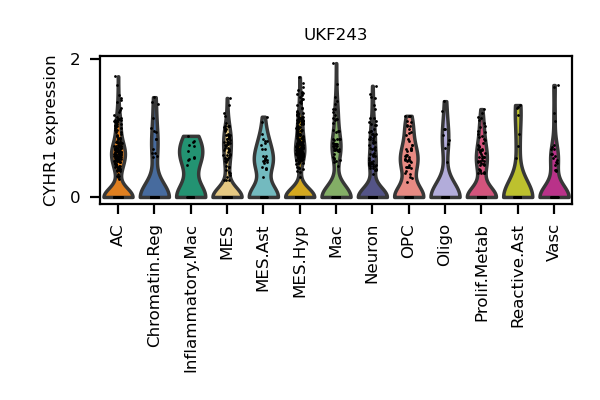 UKF243
CYHR1 expression
2
0
AC
Chromatin.Reg
Inflammatory.Mac
MES
MES.Ast
MES.Hyp
Mac
Neuron
OPC
Oligo
Prolif.Metab
Reactive.Ast
Vasc